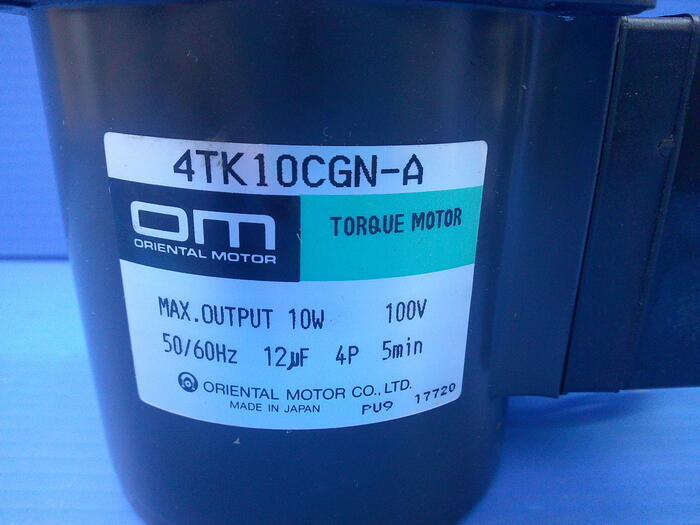 4TK10CGN-A
om
ORIENTAL MOTOR
TORQUE MOTOR
MAX.OUTPUT 10W 100V
50/60Hz 12μF 4P 5min
ORIENTAL MOTOR CO., LTD.
MADE IN JAPAN PU9 17720